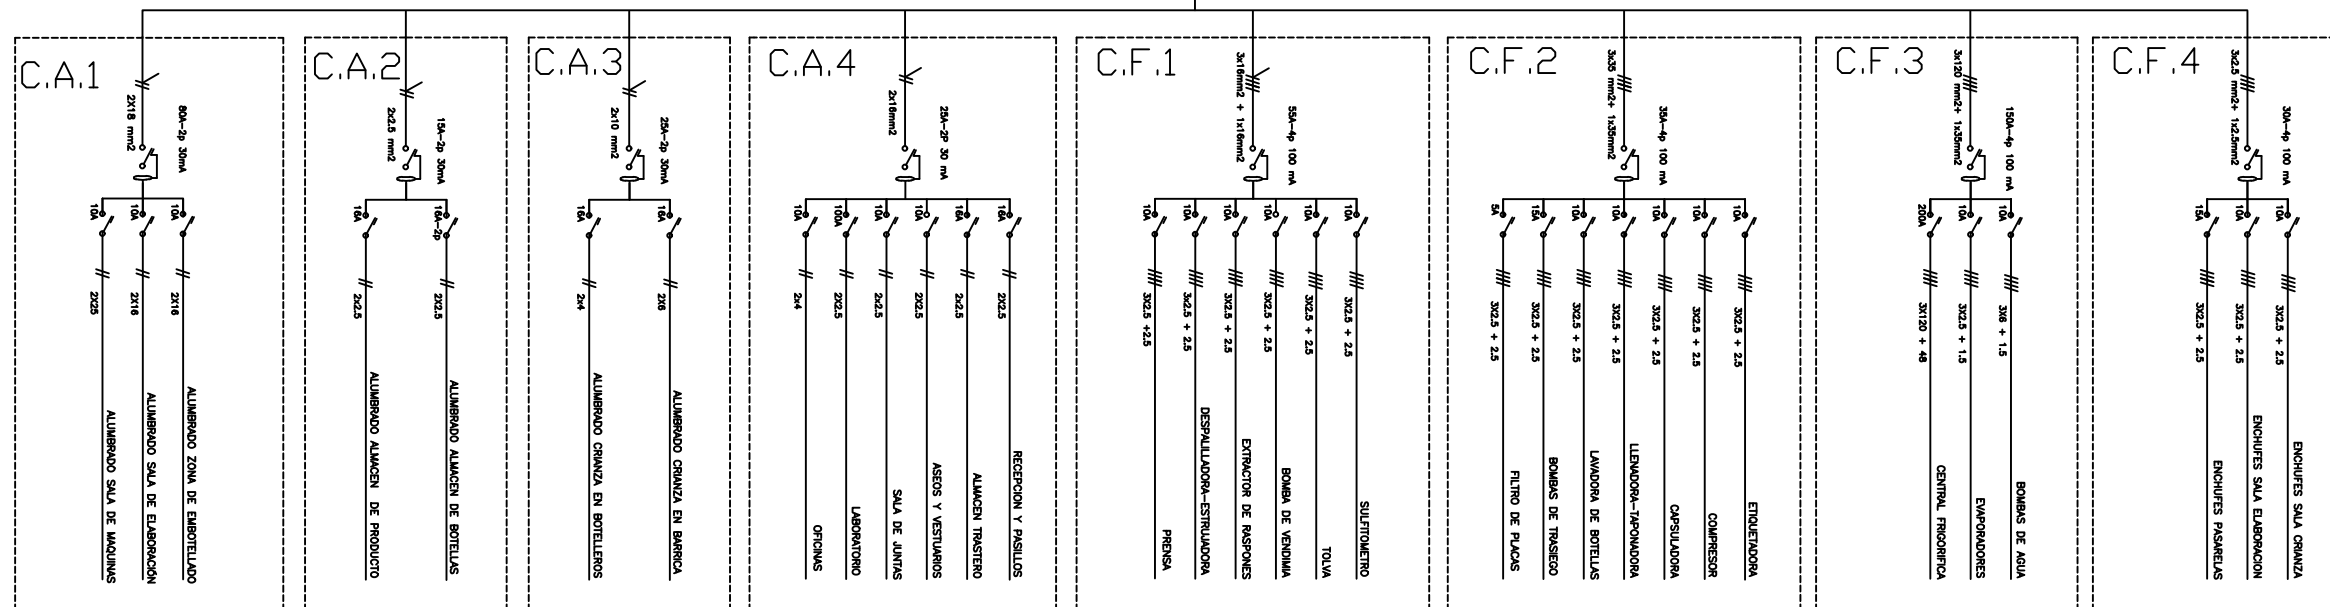 C.A.1
80A-2p 30mA
2X18 mm2
10A
10A
10A
2X25
2X16
2X16
ALUMBRADO SALA DE MAQUINAS
ALUMBRADO SALA DE ELABORACIÓN
ALUMBRADO ZONA DE EMBOTELLADO
C.A.2
15A-2p 30mA
2x2.5 mm2
16A
16A-2p
2x2.5
2X2.5
ALUMBRADO ALMACEN DE PRODUCTO
ALUMBRADO ALMACEN DE BOTELLAS
C.A.3
25A-2p 30mA
2x10 mm2
16A
16A
2x4
2X6
ALUMBRADO CRIANZA EN BOTELLEROS
ALUMBRADO CRIANZA EN BARRICA
C.A.4
25A-2P 30 mA
2x16mm2
10A
100A
10A
10A
16A
16A
2x4
2X2.5
2x2.5
2X2.5
2x2.5
2X2.5
OFICINAS
LABORATORIO
SALA DE JUNTAS
ASEOS Y VESTUARIOS
ALMACEN TRASTERO
RECEPCION Y PASILLOS
C.F.1
55A-4p 100 mA
3x16mm2 + 1x16mm2
10A
10A
10A
10A
10A
10A
3X2.5 +2.5
3x2.5 + 2.5
3X2.5 + 2.5
3X2.5 + 2.5
3X2.5 + 2.5
3X2.5 + 2.5
PRENSA
DESPALILLADORA-ESTRUJADORA
EXTRACTOR DE RASPONES
BOMBA DE VENDIMIA
TOLVA
SULFITOMETRO
C.F.2
35A-4p 100 mA
3x35 mm2+ 1x35mm2
5A
15A
10A
10A
10A
10A
10A
3X2.5 + 2.5
3X2.5 + 2.5
3X2.5 + 2.5
3X2.5 + 2.5
3X2.5 + 2.5
3X2.5 + 2.5
3X2.5 + 2.5
FILTRO DE PLACAS
BOMBAS DE TRASIEGO
LAVADORA DE BOTELLAS
LLENADORA-TAPONADORA
CAPSULADORA
COMPRESOR
ETIQUETADORA
C.F.3
150A-4p 100 mA
3x120 mm2+ 1x35mm2
200A
10A
10A
3X120 + 48
3X2.5 + 1.5
3X6 + 1.5
CENTRAL FRIGORIFICA
EVAPORADORES
BOMBAS DE AGUA
C.F.4
30A-4p 100 mA
3x2.5 mm2+ 1x2.5mm2
15A
10A
10A
3X2.5 + 2.5
3X2.5 + 2.5
3X2.5 + 2.5
ENCHUFES PASARELAS
ENCHUFES SALA ELABORACION
ENCHUFES SALA CRIANZA